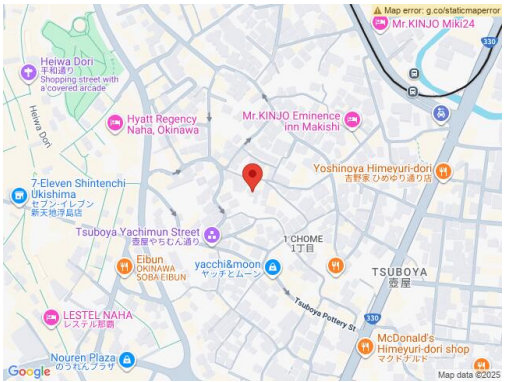 Map error: g.co/staticmaperror
Mr.KINJO Miki24
330
Heiwa Dori
平和通り
Shopping street with
a covered arcade
Heiwa Dori
Hyatt Regency
Naha, Okinawa
Mr.KINJO Eminence
inn Makishi
Yoshinoya Himeyuri-dori
吉野家 ひめゆり通り店
7-Eleven Shintenchi
Ukishima
セブン-イレブン
新天地浮島店
Tsuboya Yachimun Street
壺屋やちむん通り
1 CHOME
1丁目
Eibun
OKINAWA
SOBA EIBUN
yacchi&moon
ヤッチとムーン
TSUBOYA
壺屋
Tsuboya Pottery St
330
LESTEL NAHA
レステル那覇
McDonald's
Himeyuri-dori shop
マクドナルド
Nouren Plaza
のうれんプラザ
Google
Map data ©2025